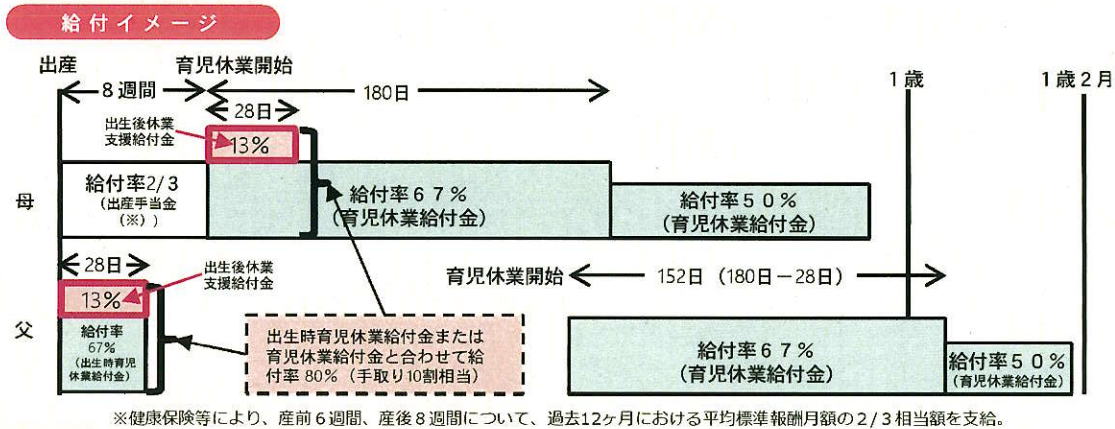 給付イメージ
出産
育児休業開始
8週間
180日
1歳
1歳2月
28日
出生後休業
支援給付金
13%
母
給付率2/3
(出産手当金
(※))
給付率67%
(育児休業給付金)
給付率50%
(育児休業給付金)
28日
出生後休業
支援給付金
育児休業開始
152日(180日-28日)
父
13%
給付率
67%
(出生時育児
休業給付金)
出生時育児休業給付金または
育児休業給付金と合わせて給
付率80%(手取り10割相当)
給付率67%
(育児休業給付金)
給付率50%
(育児休業給付金)
※健康保険等により、産前6週間、産後8週間について、過去12ヶ月における平均標準報酬月額の2/3相当額を支給。